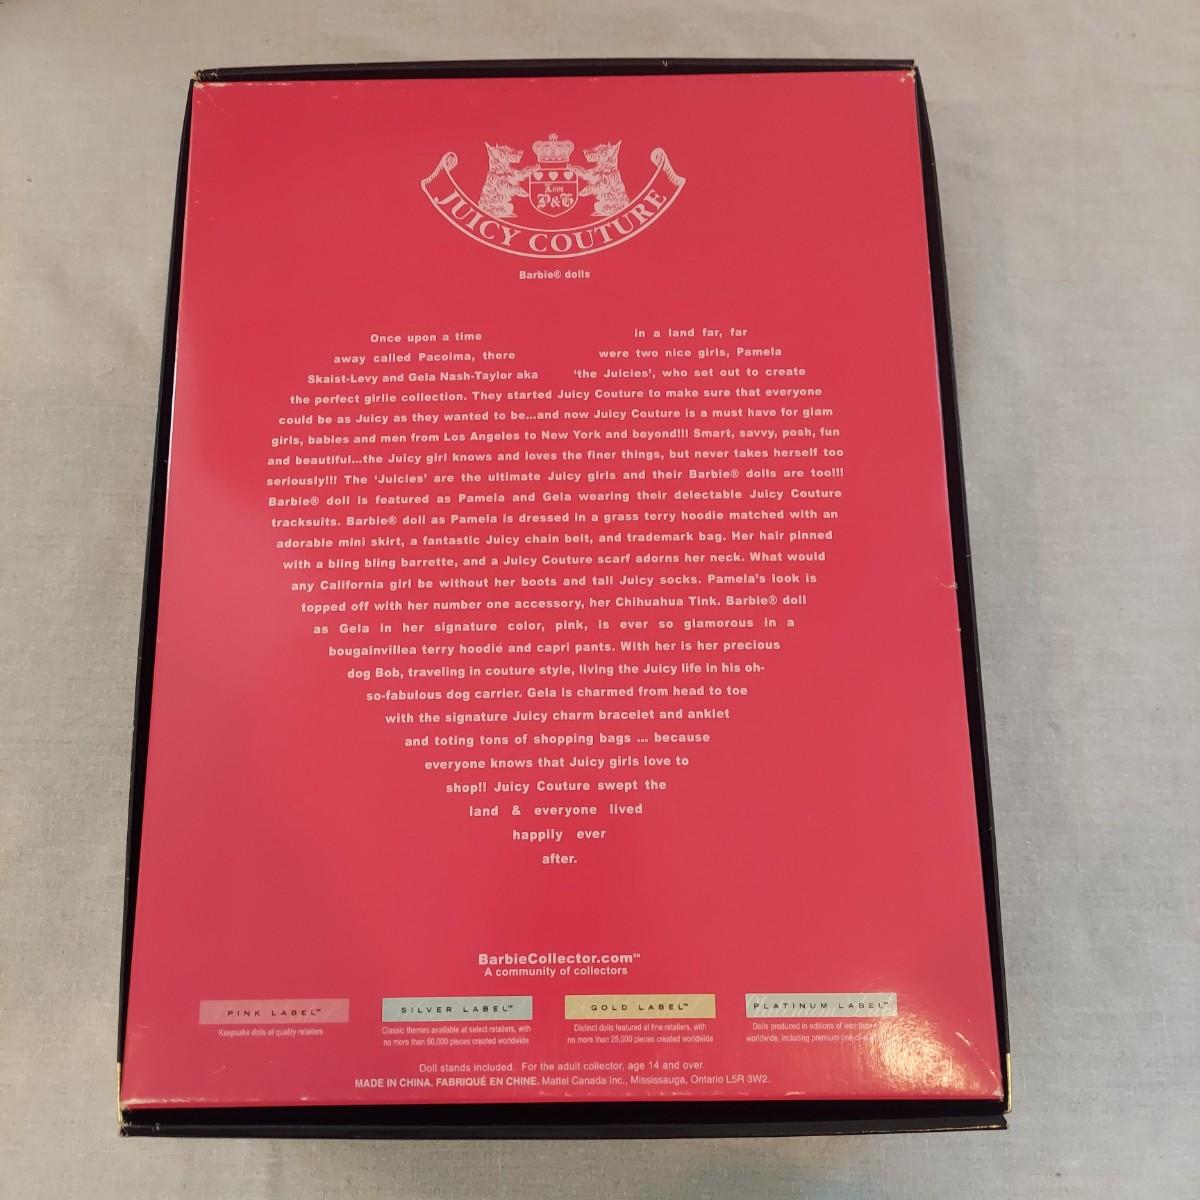 Love
P&G
JUICY COUTURE
Barbie® dolls
Once upon a time in a land far, far
away called Pacoima, there were two nice girls, Pamela
Skaist-Levy and Gela Nash-Taylor aka 'the Juicies', who set out to create
the perfect girlie collection. They started Juicy Couture to make sure that everyone
could be as Juicy as they wanted to be...and now Juicy Couture is a must have for glam
girls, babies and men from Los Angeles to New York and beyond!!! Smart, savvy, posh, fun
and beautiful...the Juicy girl knows and loves the finer things, but never takes herself too
seriously!!! The 'Juicies' are the ultimate Juicy girls and their Barbie® dolls are too!!!
Barbie® doll is featured as Pamela and Gela wearing their delectable Juicy Couture
tracksuits. Barbie® doll as Pamela is dressed in a grass terry hoodie matched with an
adorable mini skirt, a fantastic Juicy chain belt, and trademark bag. Her hair pinned
with a bling bling barrette, and a Juicy Couture scarf adorns her neck. What would
any California girl be without her boots and tall Juicy socks. Pamela's look is
topped off with her number one accessory, her Chihuahua Tink. Barbie® doll
as Gela in her signature color, pink, is ever so glamorous in a
bougainvillea terry hoodie and capri pants. With her is her precious
dog Bob, traveling in couture style, living the Juicy life in his oh-
so-fabulous dog carrier. Gela is charmed from head to toe
with the signature Juicy charm bracelet and anklet
and toting tons of shopping bags ... because
everyone knows that Juicy girls love to
shop!! Juicy Couture swept the
land & everyone lived
happily ever
after.
BarbieCollector.com℠
A community of collectors
PINK LABEL™
Keepsake dolls at quality retailers
SILVER LABEL™
Classic themes available at select retailers, with
no more than 50,000 pieces created worldwide
GOLD LABEL™
Distinct dolls featured at fine retailers, with
no more than 25,000 pieces created worldwide
PLATINUM LABEL™
Dolls produced in editions of less than
worldwide, including premium
Doll stands included. For the adult collector, age 14 and over.
MADE IN CHINA. FABRIQUÉ EN CHINE. Mattel Canada Inc., Mississauga, Ontario L5R 3W2.